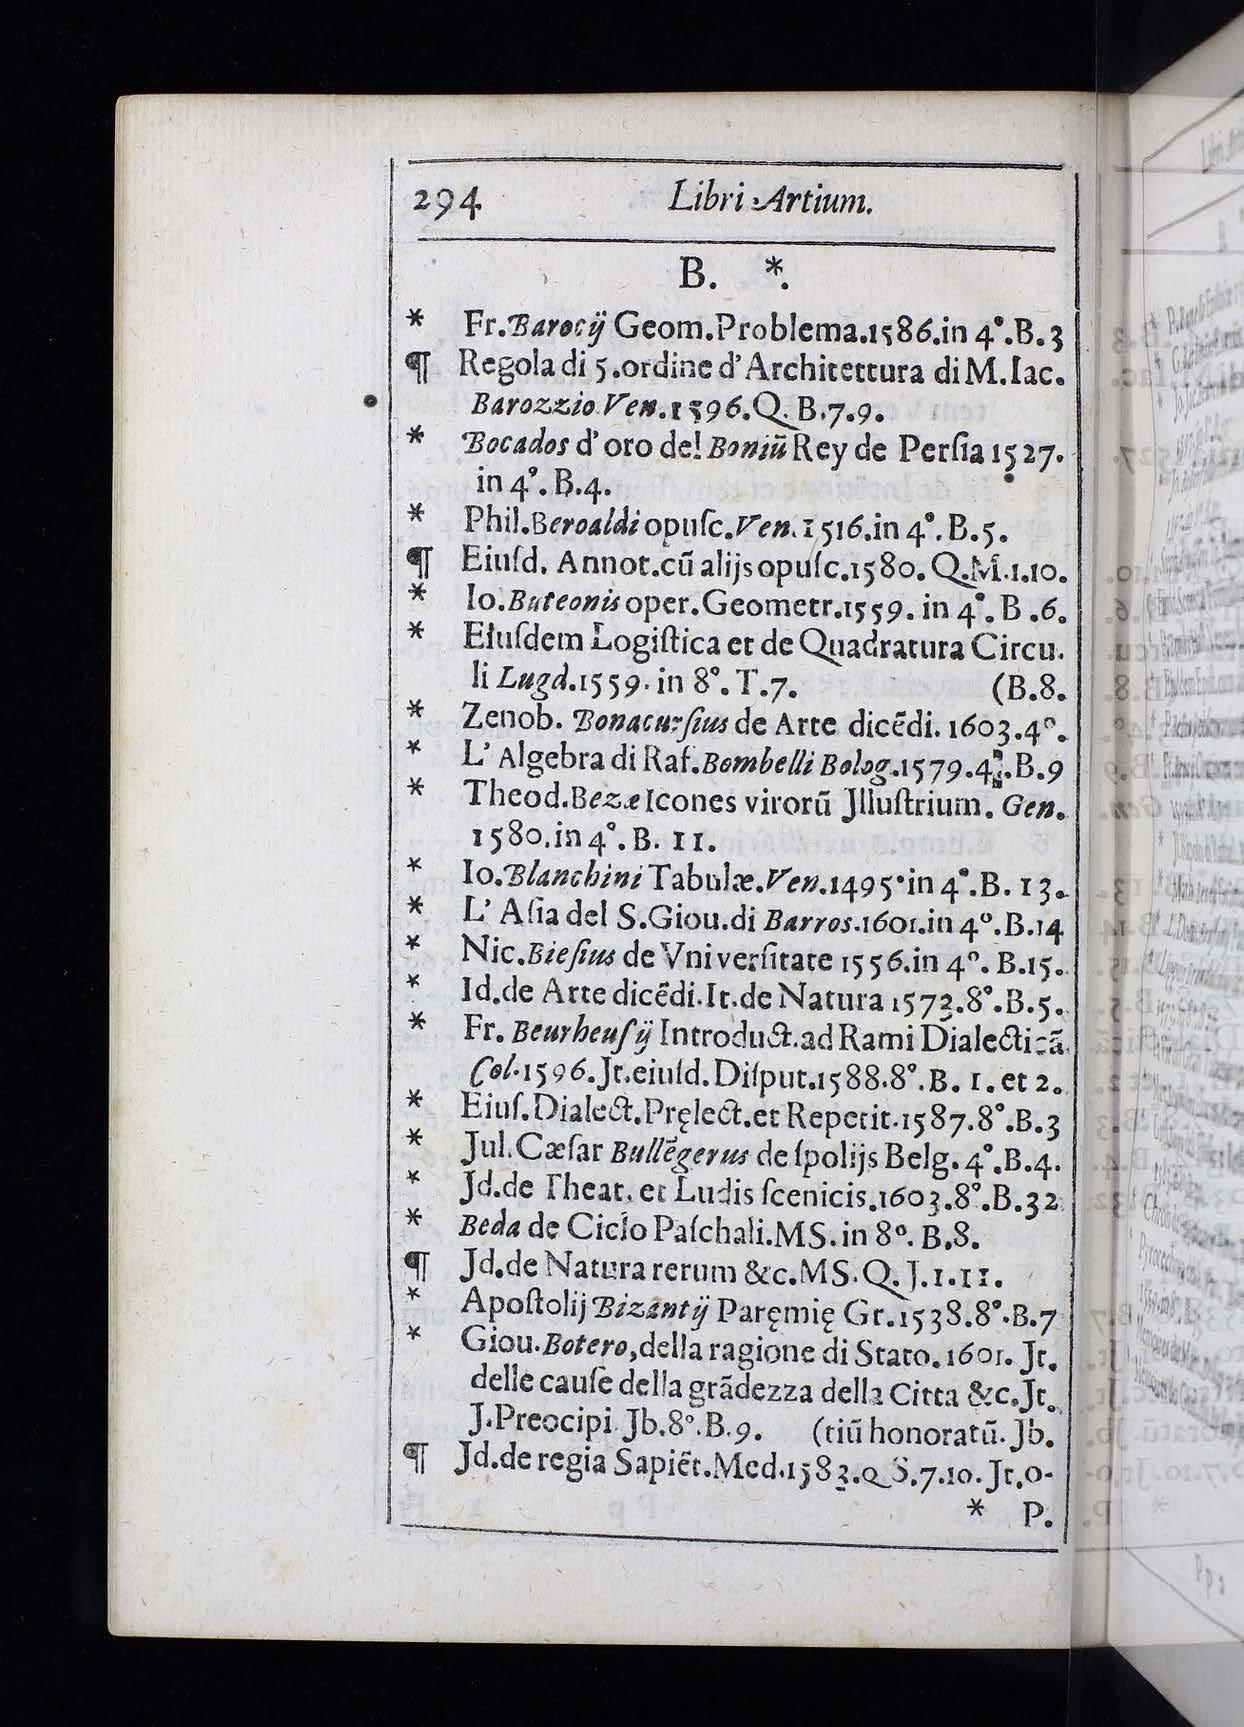 294 Libri Artium.
B. *.
* Fr.Barocij Geom.Problema.1586.in 4°.B.3
¶ Regola di 5.ordine d'Architettura di M.Iac.
Barozzio Ven.1596.Q.B.7.9.
* Bocados d'oro del Boniū Rey de Perſia 1527.
in 4°.B.4.
* Phil.Beroaldi opuſc.Ven.1516.in 4°.B.5.
¶ Eiuſd. Annot.cū alijs opuſc.1580.Q.M.1.10.
* Io.Buteonis oper.Geometr.1559. in 4°. B .6.
* Eiuſdem Logiſtica et de Quadratura Circu.
li Lugd.1559. in 8°. T.7. (B.8.
* Zenob. Bonacurſius de Arte dicēdi. 1603.4°.
* L'Algebra di Raf.Bombelli Bolog.1579.4°.B.9
* Theod.Bezæ Icones virorū Jlluſtrium. Gen.
1580.in 4°.B. 11.
* Io.Blanchini Tabulæ.Ven.1495.in 4°.B.13.
* L'Aſia del S.Giou.di Barros.1601.in 4°.B.14
* Nic.Bieſius de Vniverſitate 1556.in 4°. B.15.
* Id.de Arte dicēdi.It.de Natura 1573.8°.B.5.
* Fr. Beurheuſij Introduct.ad Rami Dialecticā
Col.1596.Jt.eiuſd.Diſput.1588.8°.B. 1.et 2.
* Eiuſ.Dialect.Pręlect.et Repetit.1587.8°.B.3
* Jul.Cæſar Bullēgerus de ſpolijs Belg.4°.B.4.
* Jd.de Theat. et Ludis ſcenicis.1603.8°.B.32
* Beda de Ciclo Paſchali.MS.in 8°.B.8.
¶ Jd.de Natura rerum &c.MS.Q.J.1.11.
* Apoſtolij Bizantij Paręmię Gr.1538.8°.B.7
* Giou.Botero,della ragione di Stato.1601. Jt.
delle cauſe della grādezza della Citta &c.Jt.
J.Preocipi Jb.8°.B.9. (tiū honoratū.Jb.
¶ Jd.de regia Sapiēt.Med.1583.Q S.7.10.Jt.o-
* P.